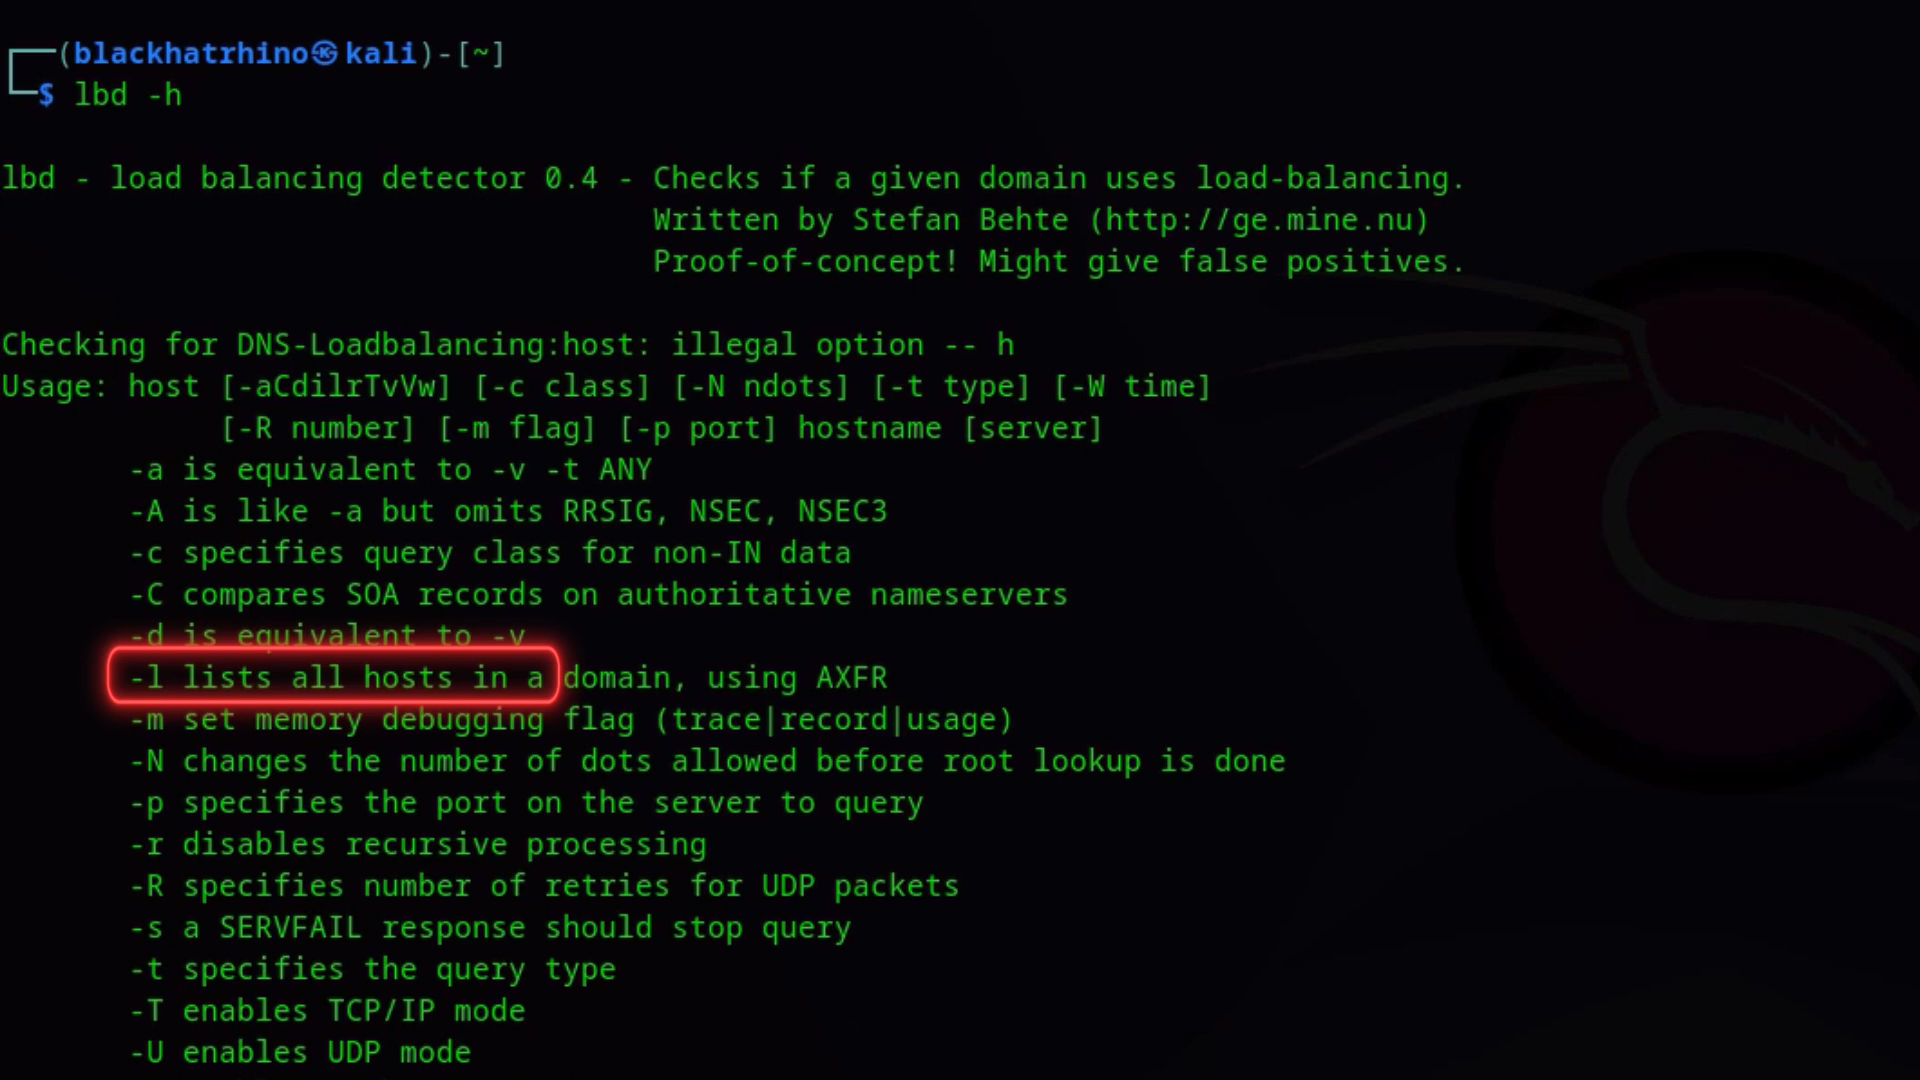 (blackhatrhino㉿kali)-[~]
$ lbd -h
lbd - load balancing detector 0.4 - Checks if a given domain uses load-balancing.
Written by Stefan Behte (http://ge.mine.nu)
Proof-of-concept! Might give false positives.
Checking for DNS-Loadbalancing:host: illegal option -- h
Usage: host [-aCdilrTvVw] [-c class] [-N ndots] [-t type] [-W time]
[-R number] [-m flag] [-p port] hostname [server]
-a is equivalent to -v -t ANY
-A is like -a but omits RRSIG, NSEC, NSEC3
-c specifies query class for non-IN data
-C compares SOA records on authoritative nameservers
-d is equivalent to -v
-l lists all hosts in a domain, using AXFR
-m set memory debugging flag (trace|record|usage)
-N changes the number of dots allowed before root lookup is done
-p specifies the port on the server to query
-r disables recursive processing
-R specifies number of retries for UDP packets
-s a SERVFAIL response should stop query
-t specifies the query type
-T enables TCP/IP mode
-U enables UDP mode